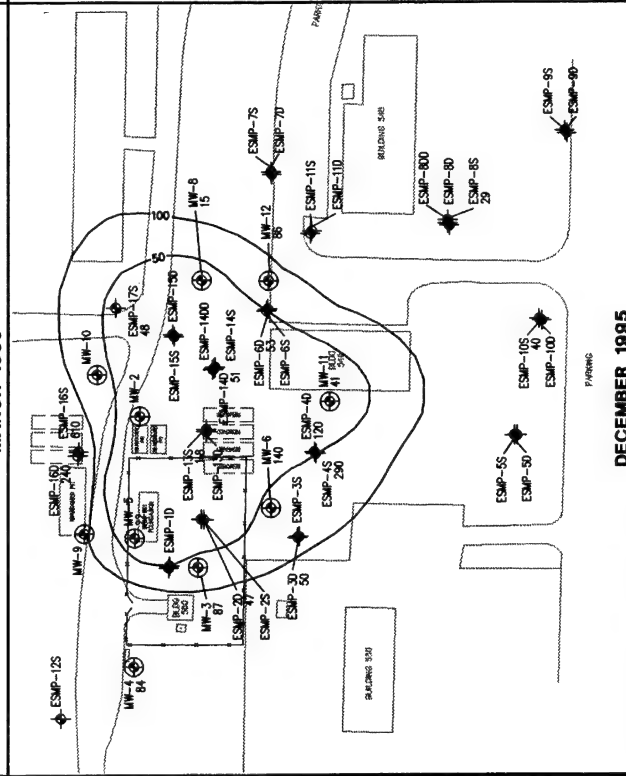 PARKI
ESMP-9S
ESMP-9D
ESMP-7S
ESMP-7D
BUILDING 548
ESMP-11S
ESMP-11D
ESMP-8DD
ESMP-8D
ESMP-8S
29
MW-8
15
MW-12
86
100
50
ESMP-17S
48
ESMP-15D
ESMP-15S
ESMP-14DD
ESMP-14S
ESMP-14D
51
MW-10
MW-2
ESMP-6D
53
ESMP-6S
BLDG
MW-11
41
ESMP-10S
40
ESMP-10D
PARKING
ESMP-16S
610
ESMP-16D
240
ESMP-13S
MW-6
140
ESMP-4D
120
ESMP-4S
290
ESMP-5S
ESMP-5D
MW-9
MW-5
ESMP-1D
ESMP-3S
ESMP-3D
50
MW-3
87
ESMP-2D
47
ESMP-2S
BLDG
MW-4
84
ESMP-12S
DECEMBER 1995